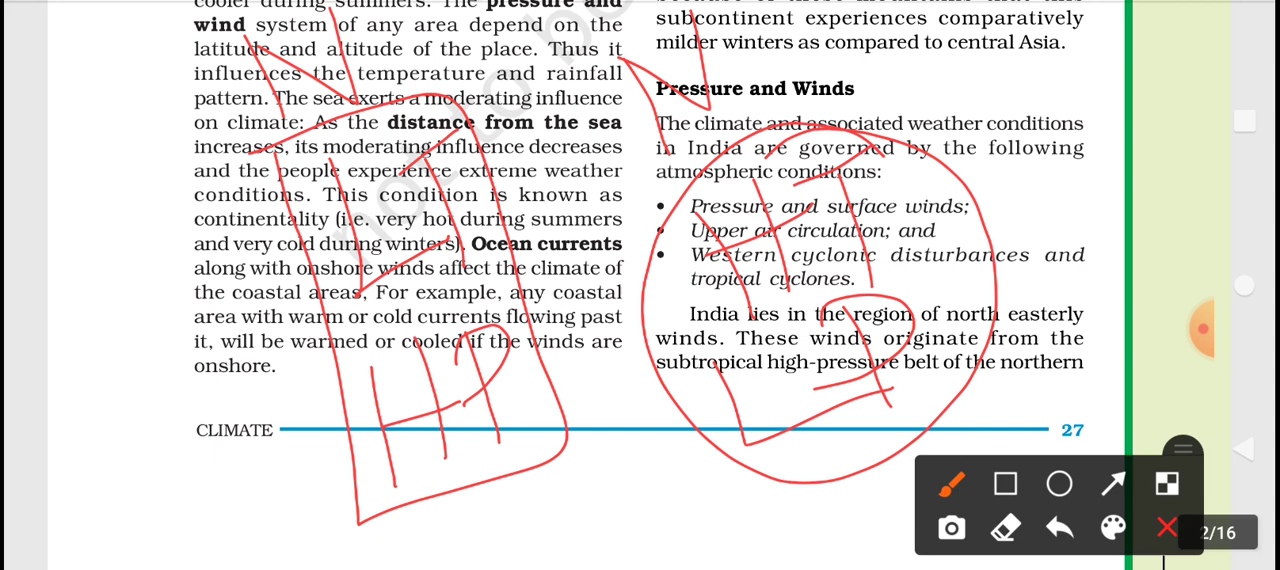 cooler during summers. The pressure and
wind system of any area depend on the
latitude and altitude of the place. Thus it
influences the temperature and rainfall
pattern. The sea exerts a moderating influence
on climate: As the distance from the sea
increases, its moderating influence decreases
and the people experience extreme weather
conditions. This condition is known as
continentality (i.e. very hot during summers
and very cold during winters). Ocean currents
along with onshore winds affect the climate of
the coastal areas, For example, any coastal
area with warm or cold currents flowing past
it, will be warmed or cooled if the winds are
onshore.
subcontinent experiences comparatively
milder winters as compared to central Asia.
Pressure and Winds
The climate and associated weather conditions
in India are governed by the following
atmospheric conditions:
• Pressure and surface winds;
• Upper air circulation; and
• Western cyclonic disturbances and
tropical cyclones.
India lies in the region of north easterly
winds. These winds originate from the
subtropical high-pressure belt of the northern
CLIMATE
27
not to be
LT
HP
HT
LP
2/16